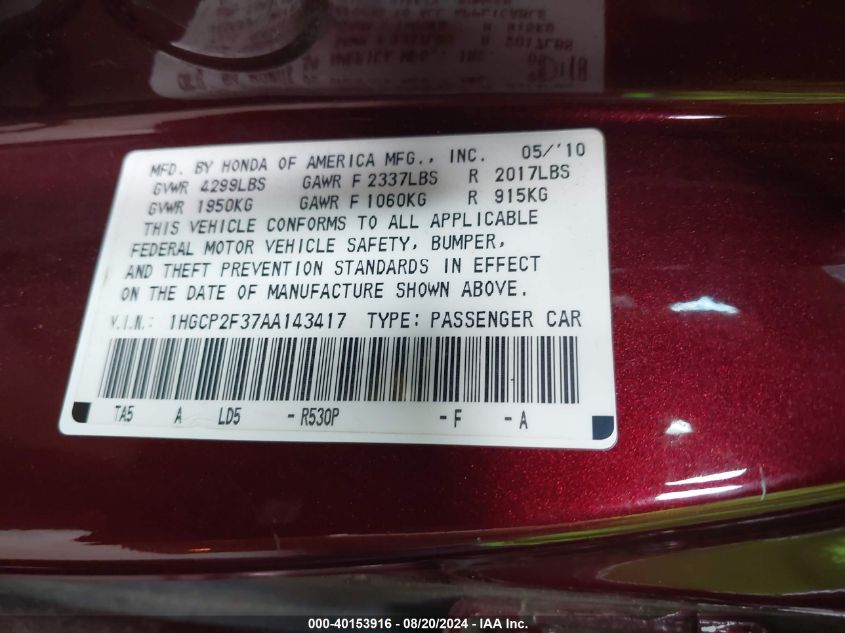 MFD. BY HONDA OF AMERICA MFG., INC. 05/'10
GVWR 4299LBS GAWR F 2337LBS R 2017LBS
GVWR 1950KG GAWR F 1060KG R 915KG
THIS VEHICLE CONFORMS TO ALL APPLICABLE
FEDERAL MOTOR VEHICLE SAFETY, BUMPER,
AND THEFT PREVENTION STANDARDS IN EFFECT
ON THE DATE OF MANUFACTURE SHOWN ABOVE.
V.I.N.: 1HGCP2F37AA143417 TYPE: PASSENGER CAR
TA5 A LD5 -R530P -F -A
000-40153916 - 08/20/2024 - IAA Inc.